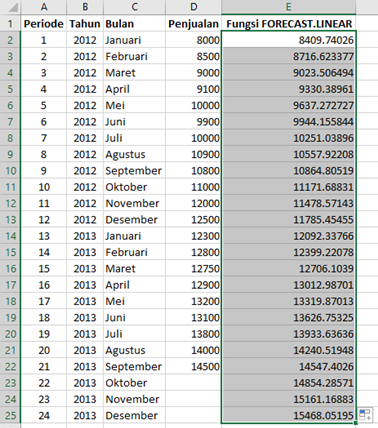 A B C D E
1 Periode Tahun Bulan Penjualan Fungsi FORECAST.LINEAR
2 1 2012 Januari 8000 8409.74026
3 2 2012 Februari 8500 8716.623377
4 3 2012 Maret 9000 9023.506494
5 4 2012 April 9100 9330.38961
6 5 2012 Mei 10000 9637.272727
7 6 2012 Juni 9900 9944.155844
8 7 2012 Juli 10000 10251.03896
9 8 2012 Agustus 10900 10557.92208
10 9 2012 September 10800 10864.80519
11 10 2012 Oktober 11000 11171.68831
12 11 2012 November 12000 11478.57143
13 12 2012 Desember 12500 11785.45455
14 13 2013 Januari 12300 12092.33766
15 14 2013 Februari 12800 12399.22078
16 15 2013 Maret 12750 12706.1039
17 16 2013 April 12900 13012.98701
18 17 2013 Mei 13200 13319.87013
19 18 2013 Juni 13100 13626.75325
20 19 2013 Juli 13800 13933.63636
21 20 2013 Agustus 14000 14240.51948
22 21 2013 September 14500 14547.4026
23 22 2013 Oktober 14854.28571
24 23 2013 November 15161.16883
25 24 2013 Desember 15468.05195